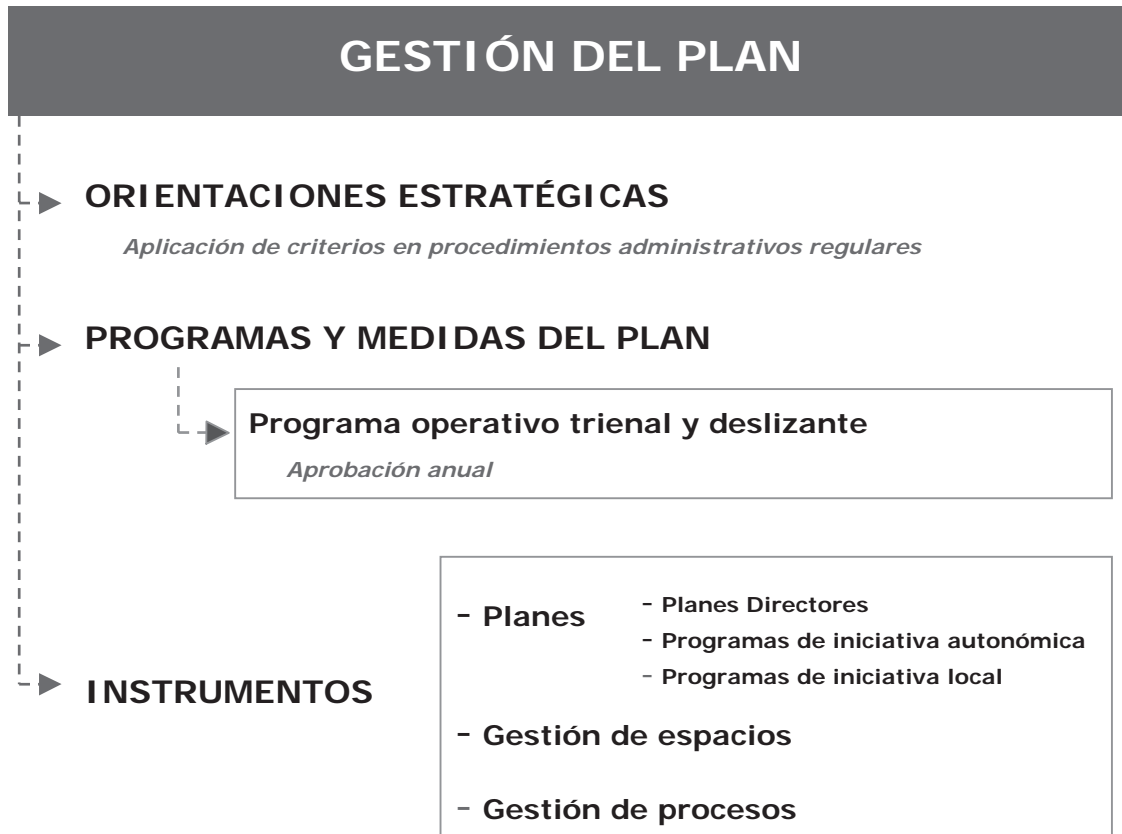 GESTIÓN DEL PLAN
ORIENTACIONES ESTRATÉGICAS
Aplicación de criterios en procedimientos administrativos regulares
PROGRAMAS Y MEDIDAS DEL PLAN
Programa operativo trienal y deslizante
Aprobación anual
INSTRUMENTOS
- Planes
- Planes Directores
- Programas de iniciativa autonómica
- Programas de iniciativa local
- Gestión de espacios
- Gestión de procesos